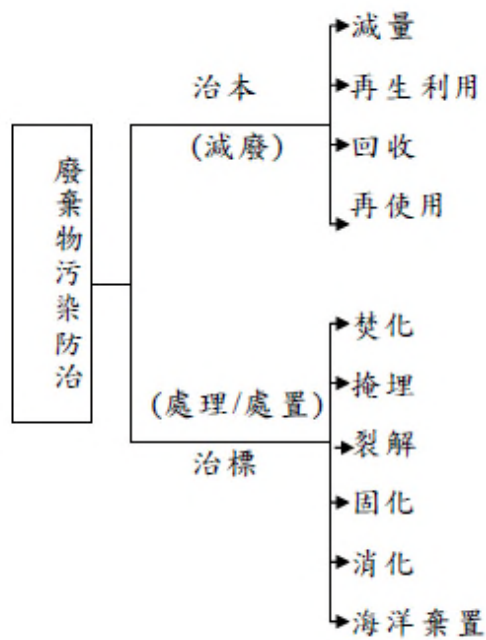 廢棄物污染防治
治本
(減廢)
減量
再生利用
回收
再使用
(處理/處置)
治標
焚化
掩埋
裂解
固化
消化
海洋棄置